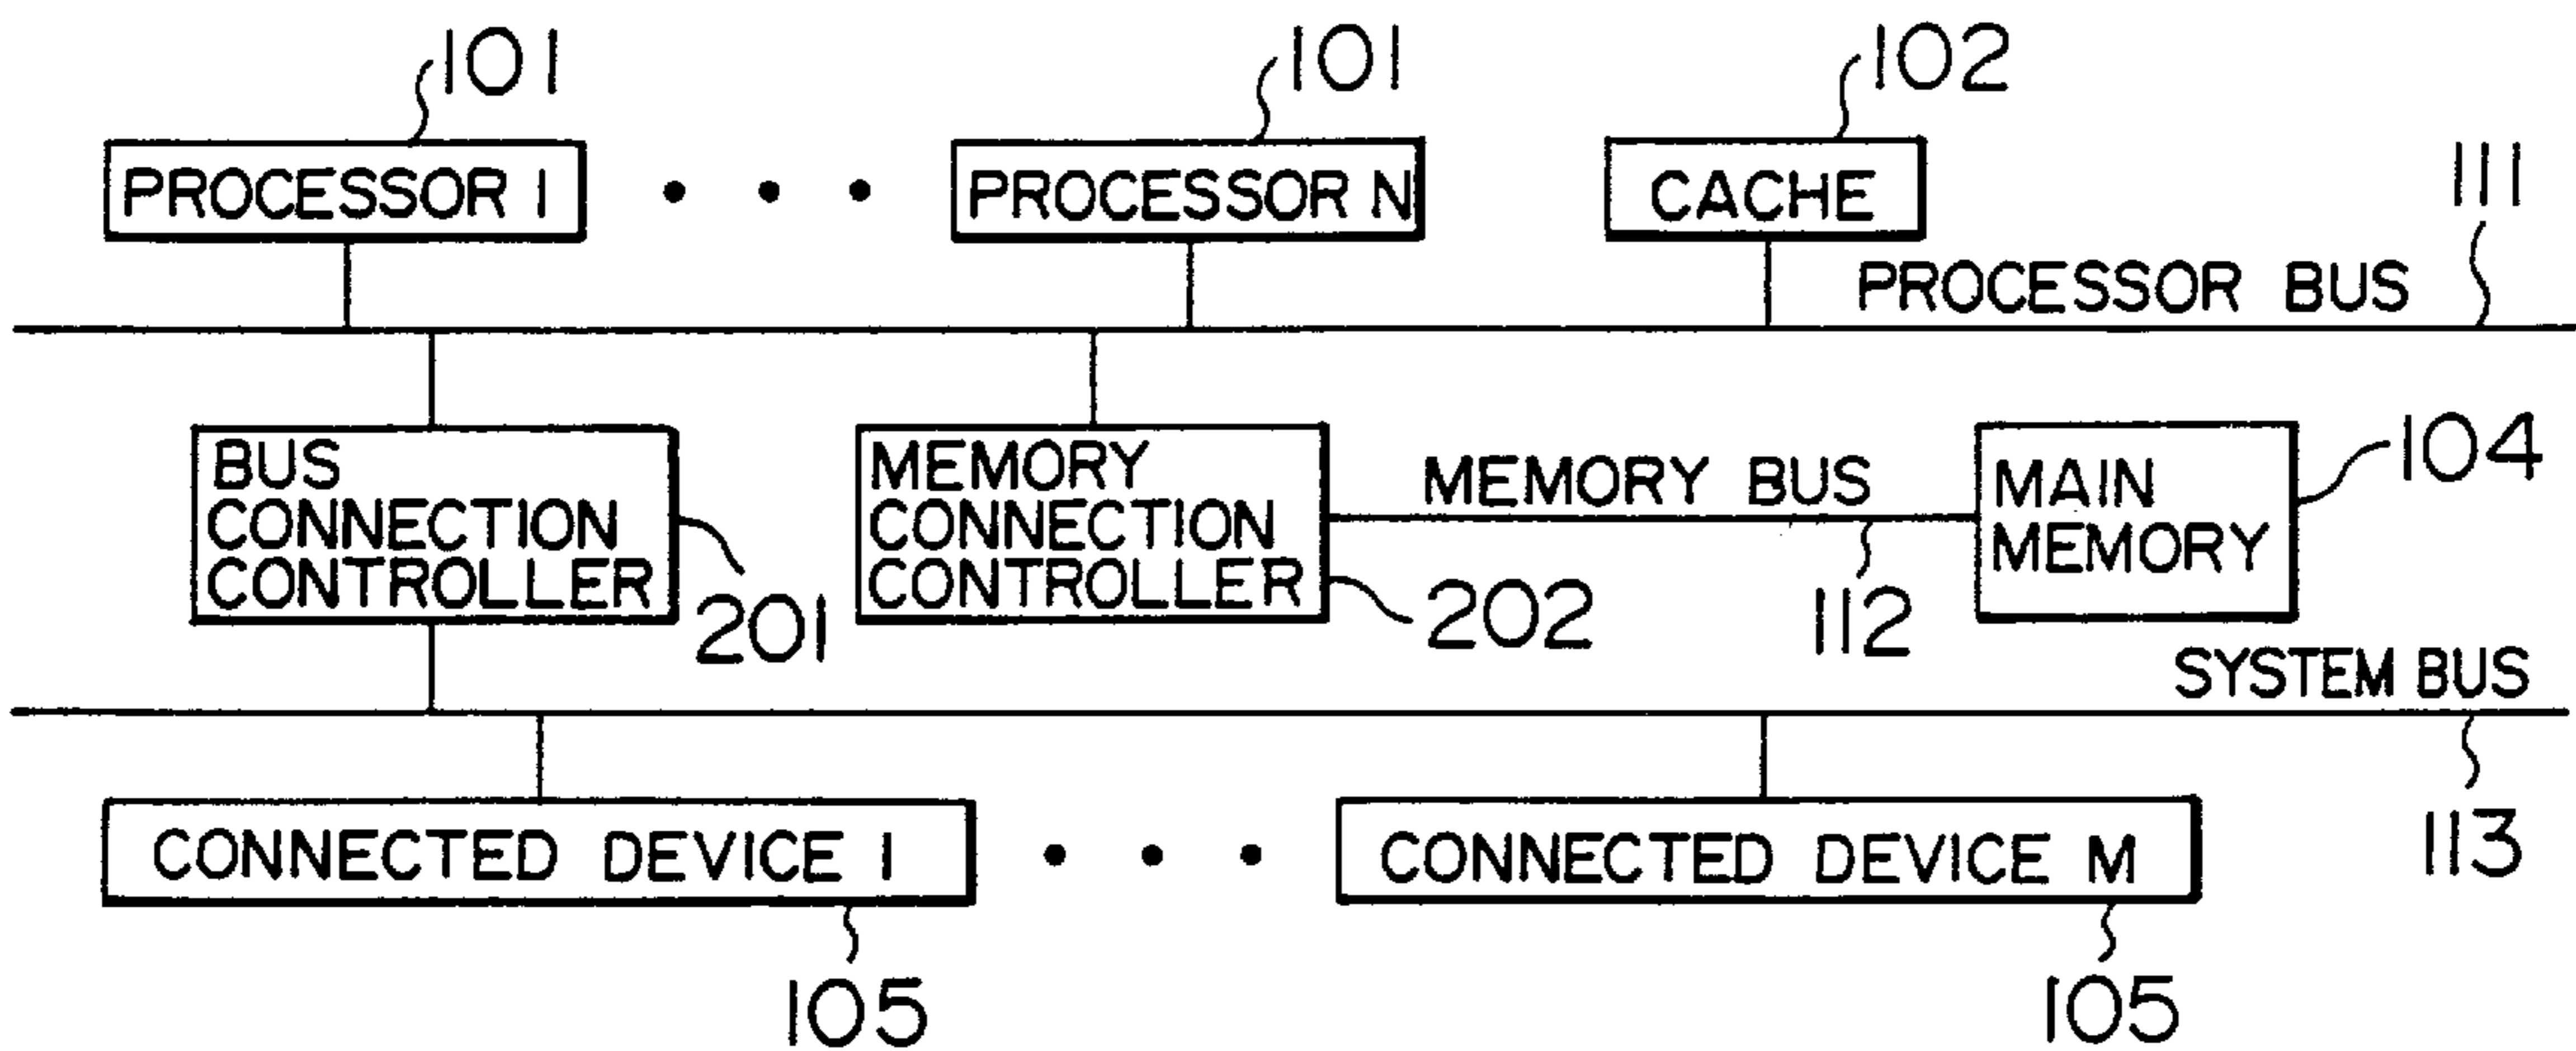 101
101
102
PROCESSOR 1
PROCESSOR N
CACHE
111
PROCESSOR BUS
BUS
CONNECTION
CONTROLLER
201
MEMORY
CONNECTION
CONTROLLER
202
MEMORY BUS
112
MAIN
MEMORY
104
SYSTEM BUS
113
CONNECTED DEVICE 1
CONNECTED DEVICE M
105
105